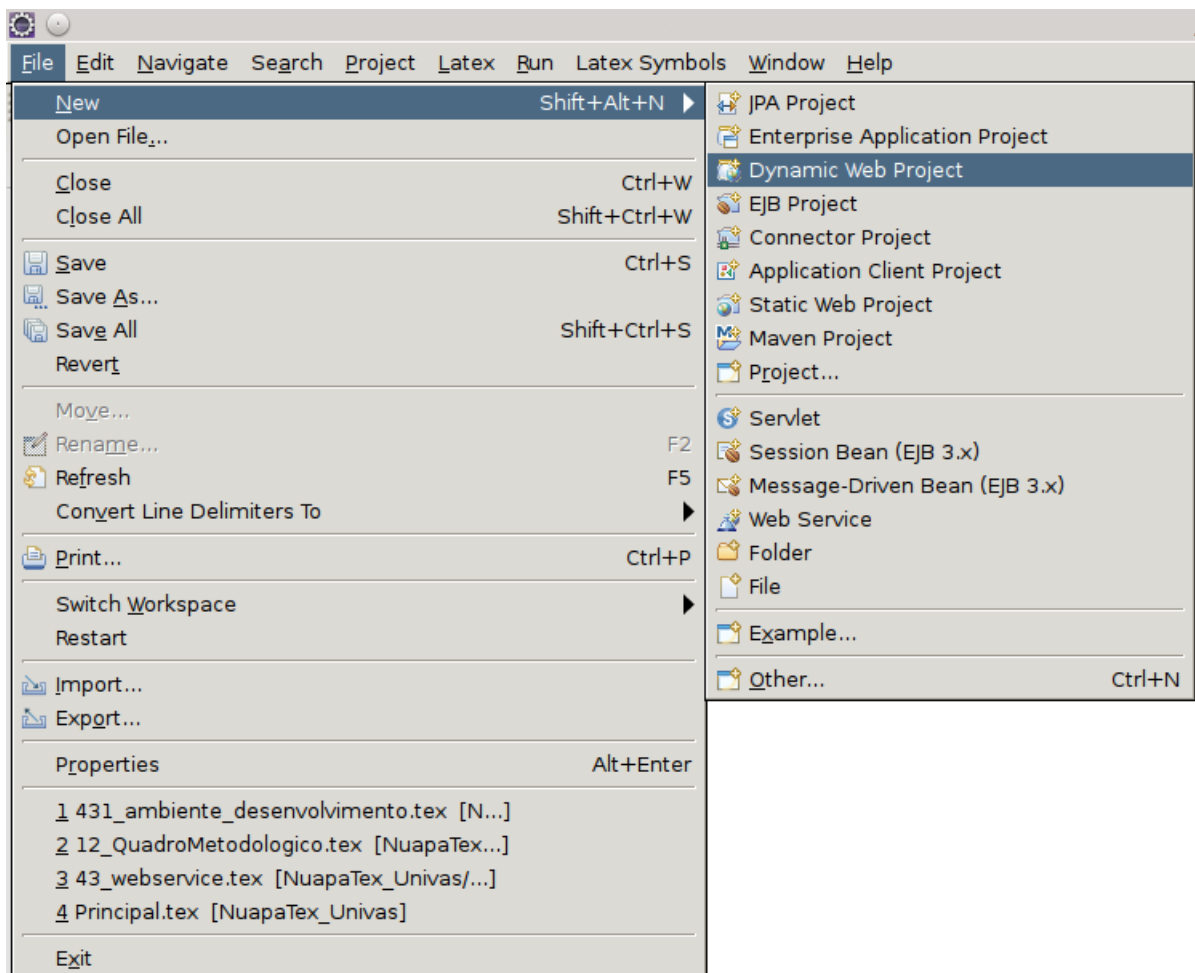 File Edit Navigate Search Project Latex Run Latex Symbols Window Help
New Shift+Alt+N
Open File...
Close Ctrl+W
Close All Shift+Ctrl+W
Save Ctrl+S
Save As...
Save All Shift+Ctrl+S
Revert
Move...
Rename... F2
Refresh F5
Convert Line Delimiters To
Print... Ctrl+P
Switch Workspace
Restart
Import...
Export...
Properties Alt+Enter
1 431_ambiente_desenvolvimento.tex [N...]
2 12_QuadroMetodologico.tex [NuapaTex...]
3 43_webservice.tex [NuapaTex_Univas/...]
4 Principal.tex [NuapaTex_Univas]
Exit
JPA Project
Enterprise Application Project
Dynamic Web Project
EJB Project
Connector Project
Application Client Project
Static Web Project
Maven Project
Project...
Servlet
Session Bean (EJB 3.x)
Message-Driven Bean (EJB 3.x)
Web Service
Folder
File
Example...
Other... Ctrl+N